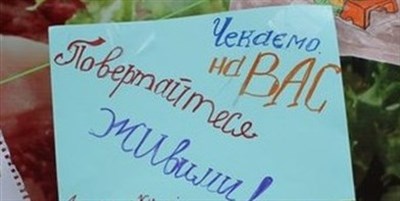 Чекаємо
на ВАС
Повертайтеся
живими!